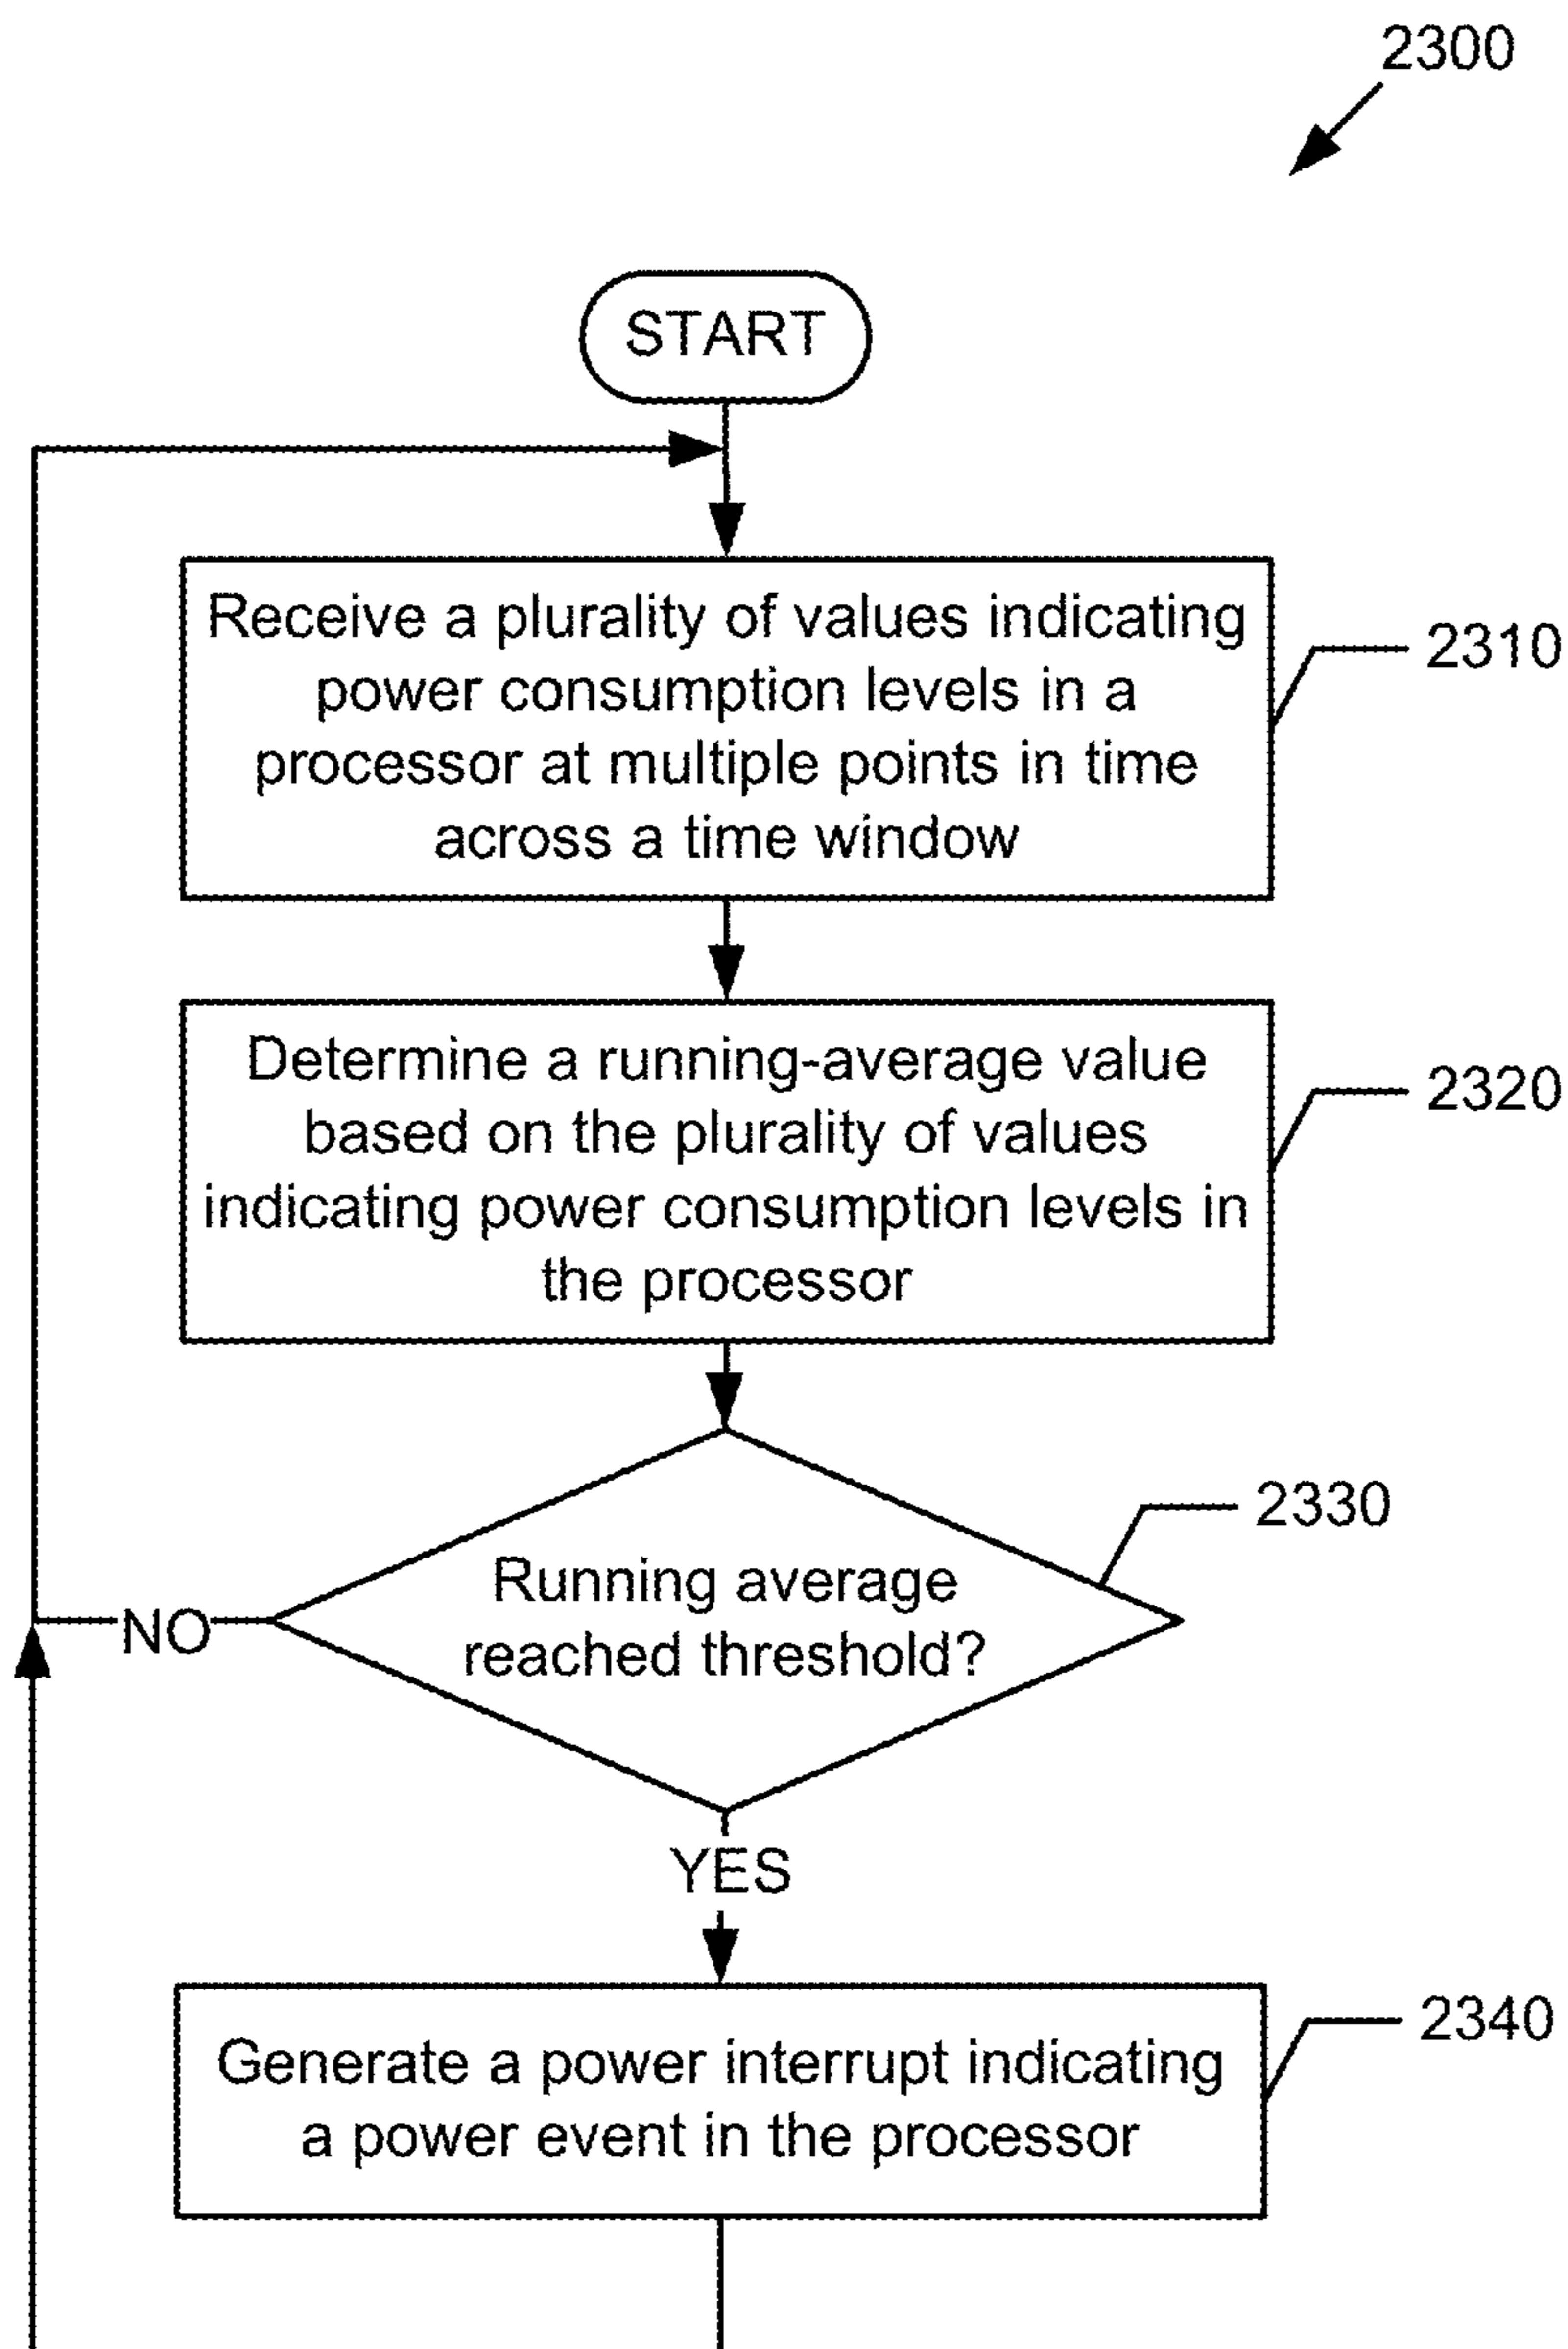 2300
START
Receive a plurality of values indicating
power consumption levels in a
processor at multiple points in time
across a time window
2310
Determine a running-average value
based on the plurality of values
indicating power consumption levels in
the processor
2320
Running average
reached threshold?
2330
NO
YES
Generate a power interrupt indicating
a power event in the processor
2340